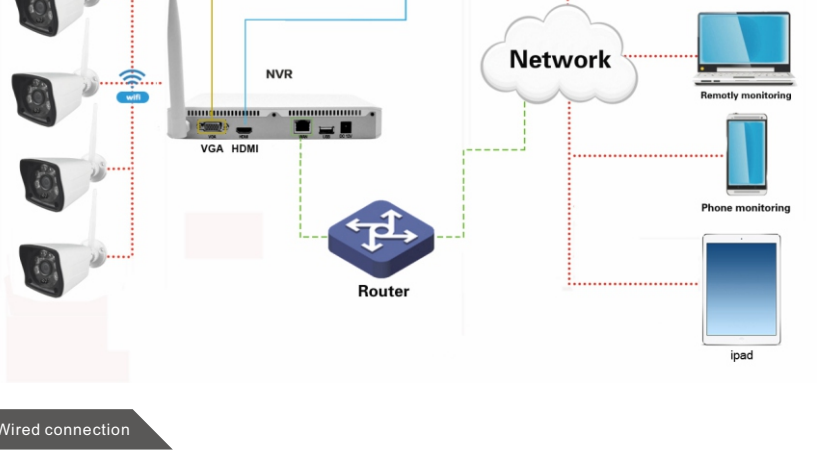 Network
NVR
wifi
Remotly monitoring
VGA HDMI
Phone monitoring
Router
ipad
Wired connection